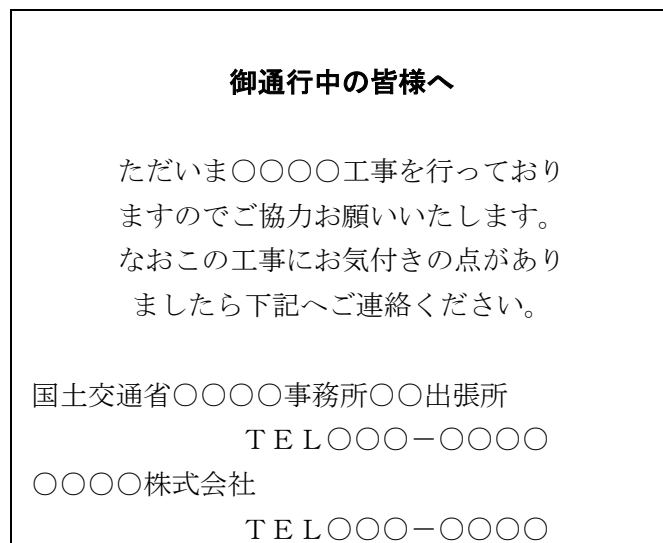 御通行中の皆様へ
ただいま○○○○工事を行っており
ますのでご協力お願いいたします。
なおこの工事にお気付きの点があり
ましたら下記へご連絡ください。
国土交通省○○○○事務所○○出張所
ＴＥＬ○○○－○○○○
○○○○株式会社
ＴＥＬ○○○－○○○○